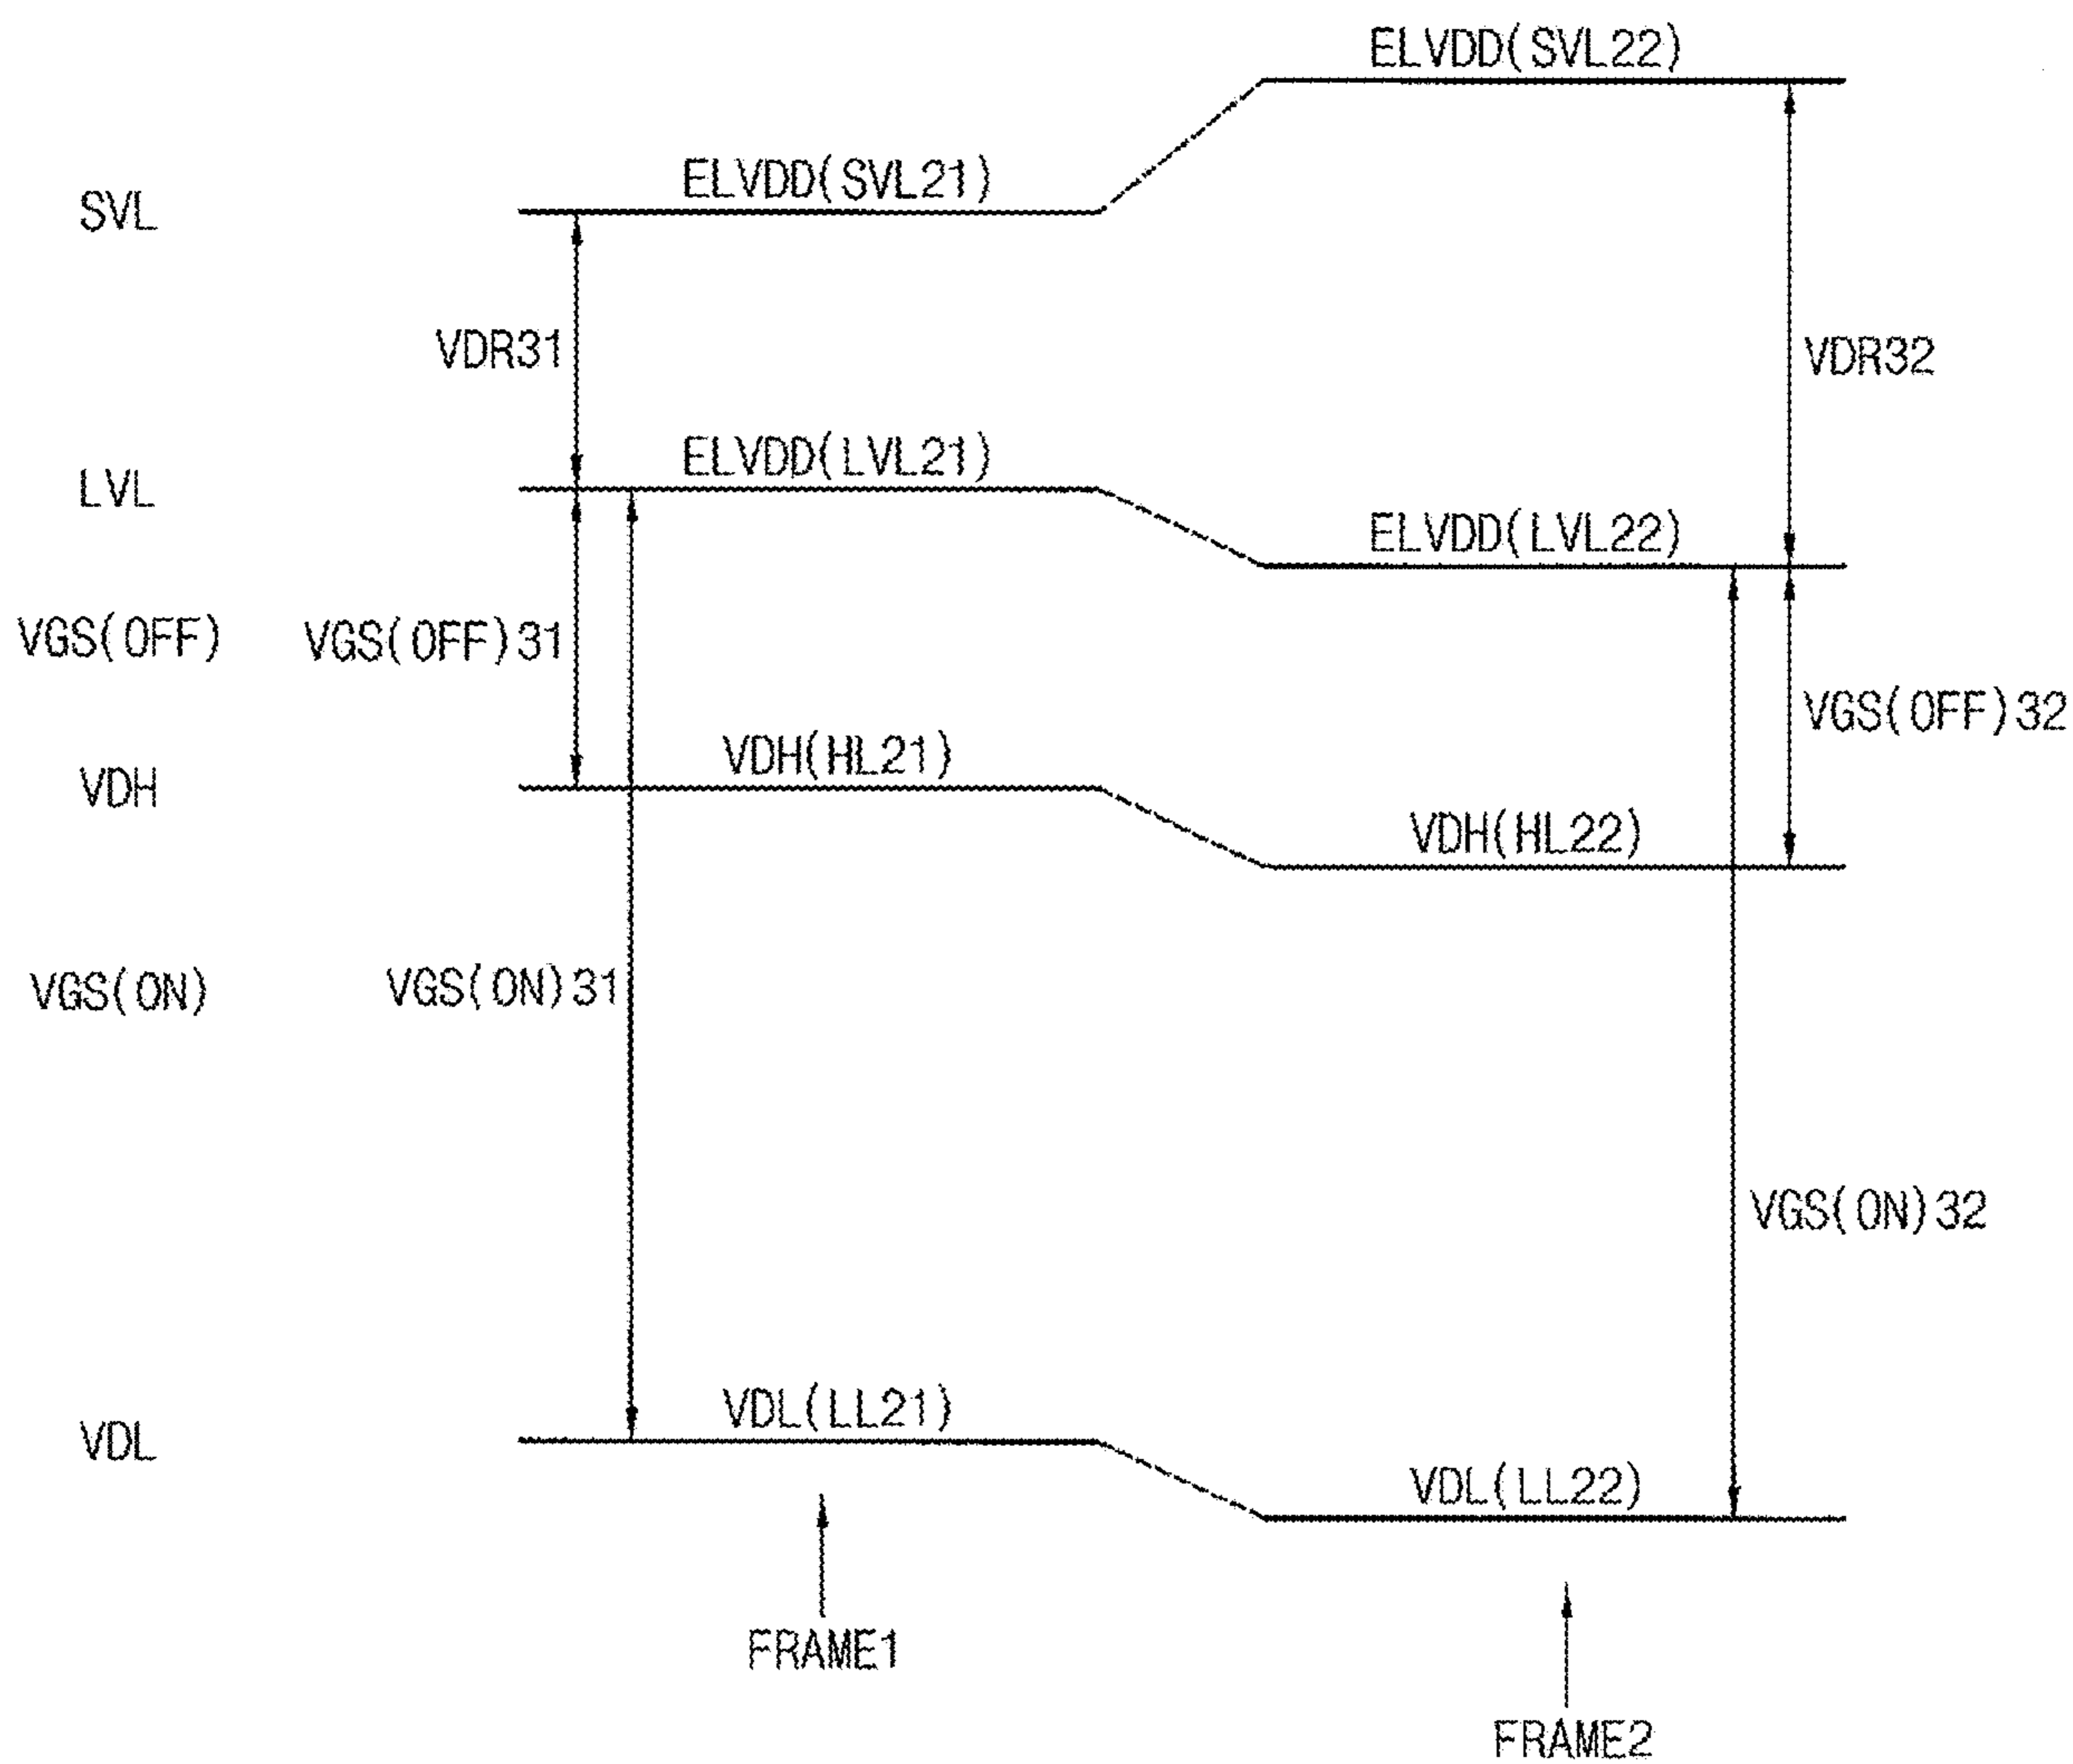 ELVDD(SVL22)
ELVDD(SVL21)
SVL
VDR31
VDR32
ELVDD(LVL21)
LVL
ELVDD(LVL22)
VGS(OFF)
VGS(OFF)31
VGS(OFF)32
VDH(HL21)
VDH
VDH(HL22)
VGS(ON)
VGS(ON)31
VGS(ON)32
VDL(LL21)
VDL
VDL(LL22)
FRAME1
FRAME2